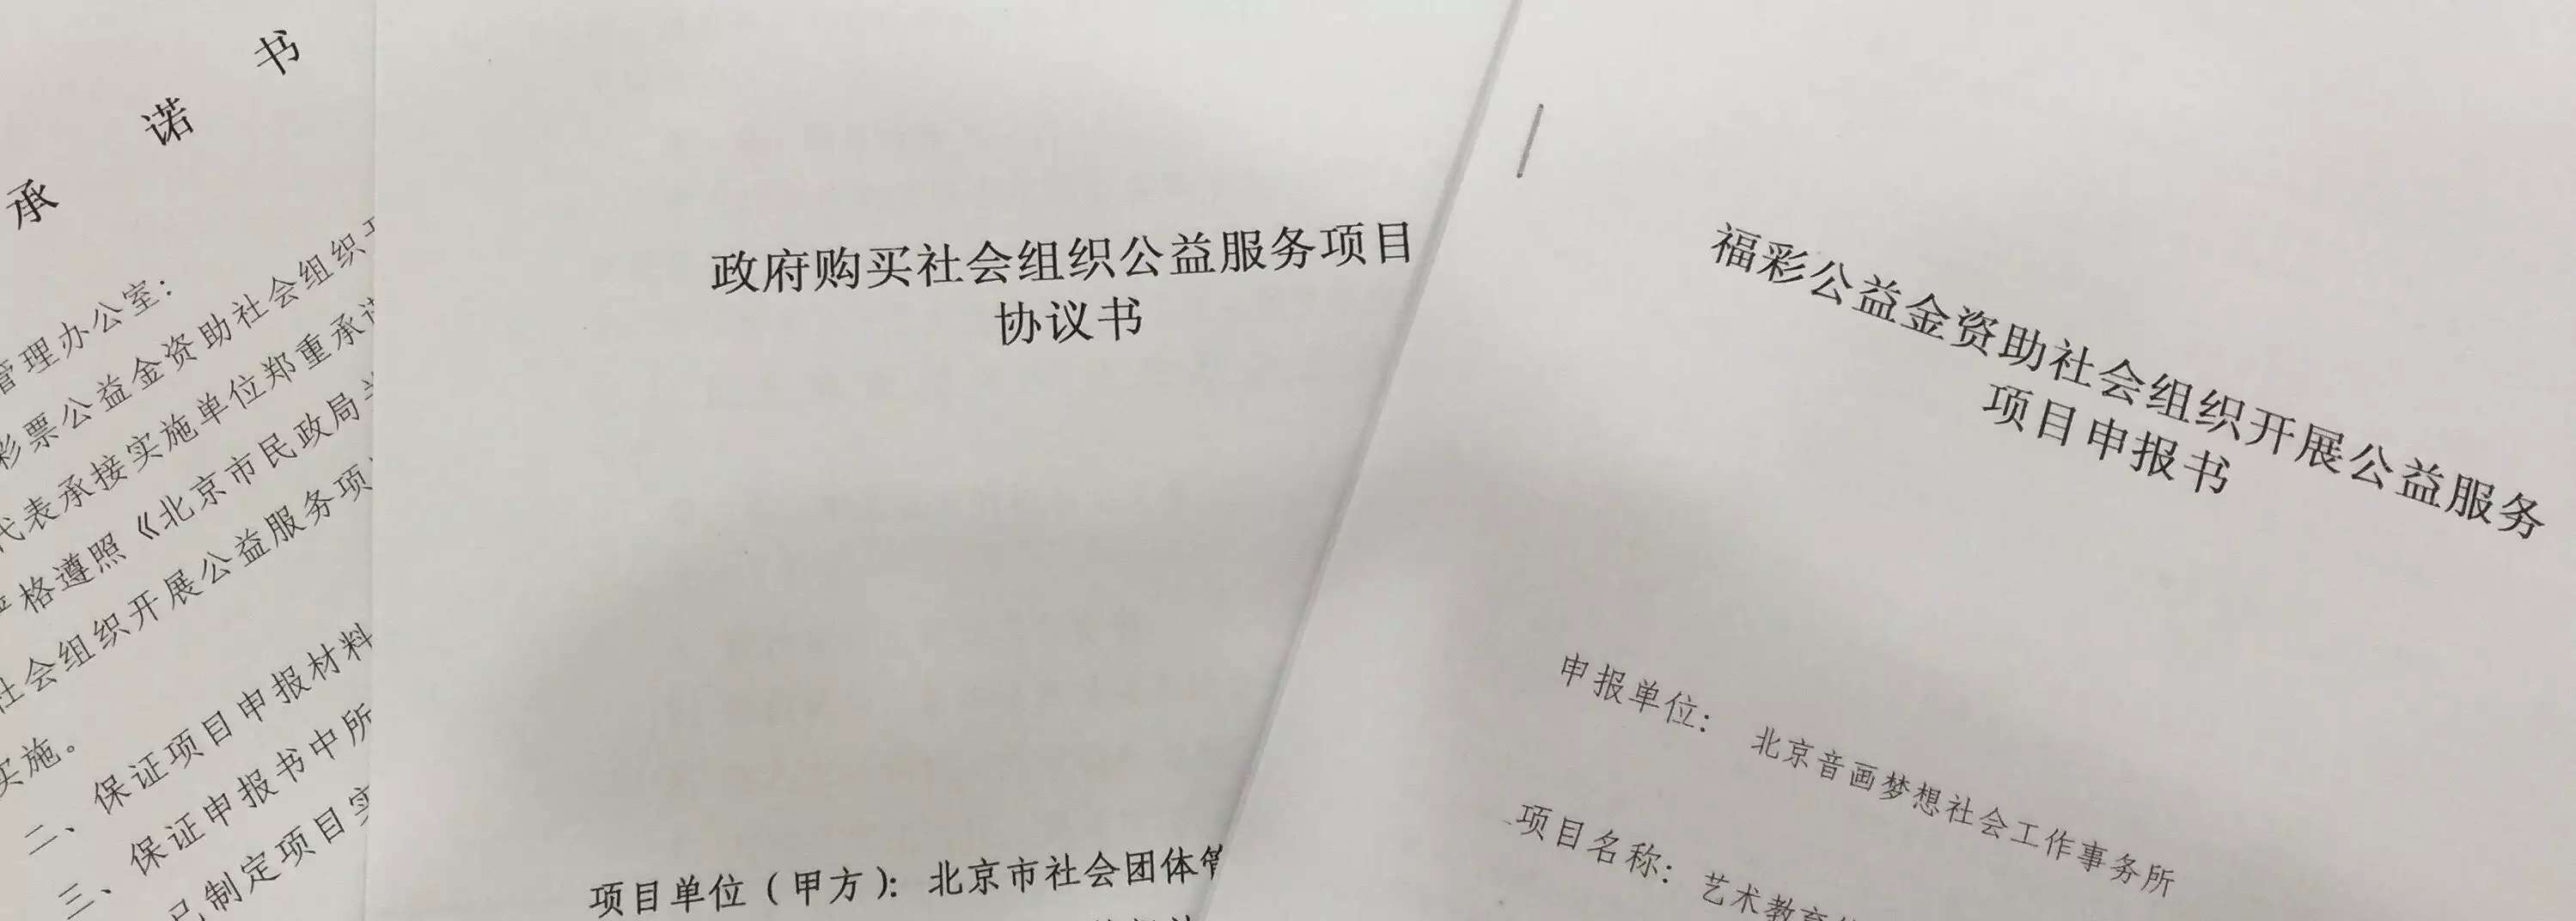 承诺书
管理办公室：
彩票公益金资助社会组织
代表承接实施单位郑重承诺
严格遵照《北京市民政局
社会组织开展公益服务项
实施。
二、保证项目申报材料
三、保证申报书中所
己制定项目实
政府购买社会组织公益服务项目
协议书
项目单位（甲方）：北京市社会团体管
福彩公益金资助社会组织开展公益服务
项目申报书
申报单位： 北京音画梦想社会工作事务所
项目名称： 艺术教育